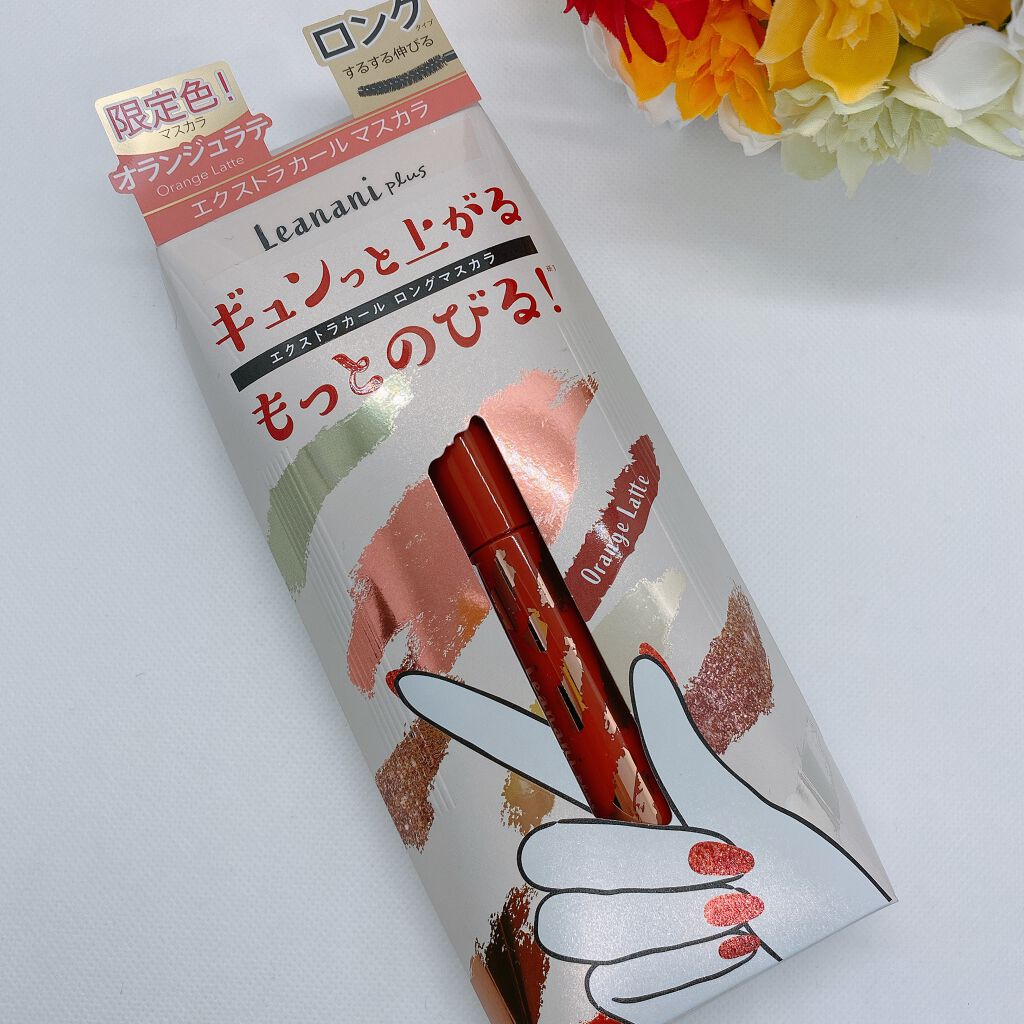 限定色!
マスカラ
オランジュラテ
Orange Latte
ロング
タイプ
するする伸びる
エクストラカール マスカラ
Leanani plus
ギュンっと上がる
エクストラカール ロングマスカラ
もっとのびる!
※1
Orange Latte